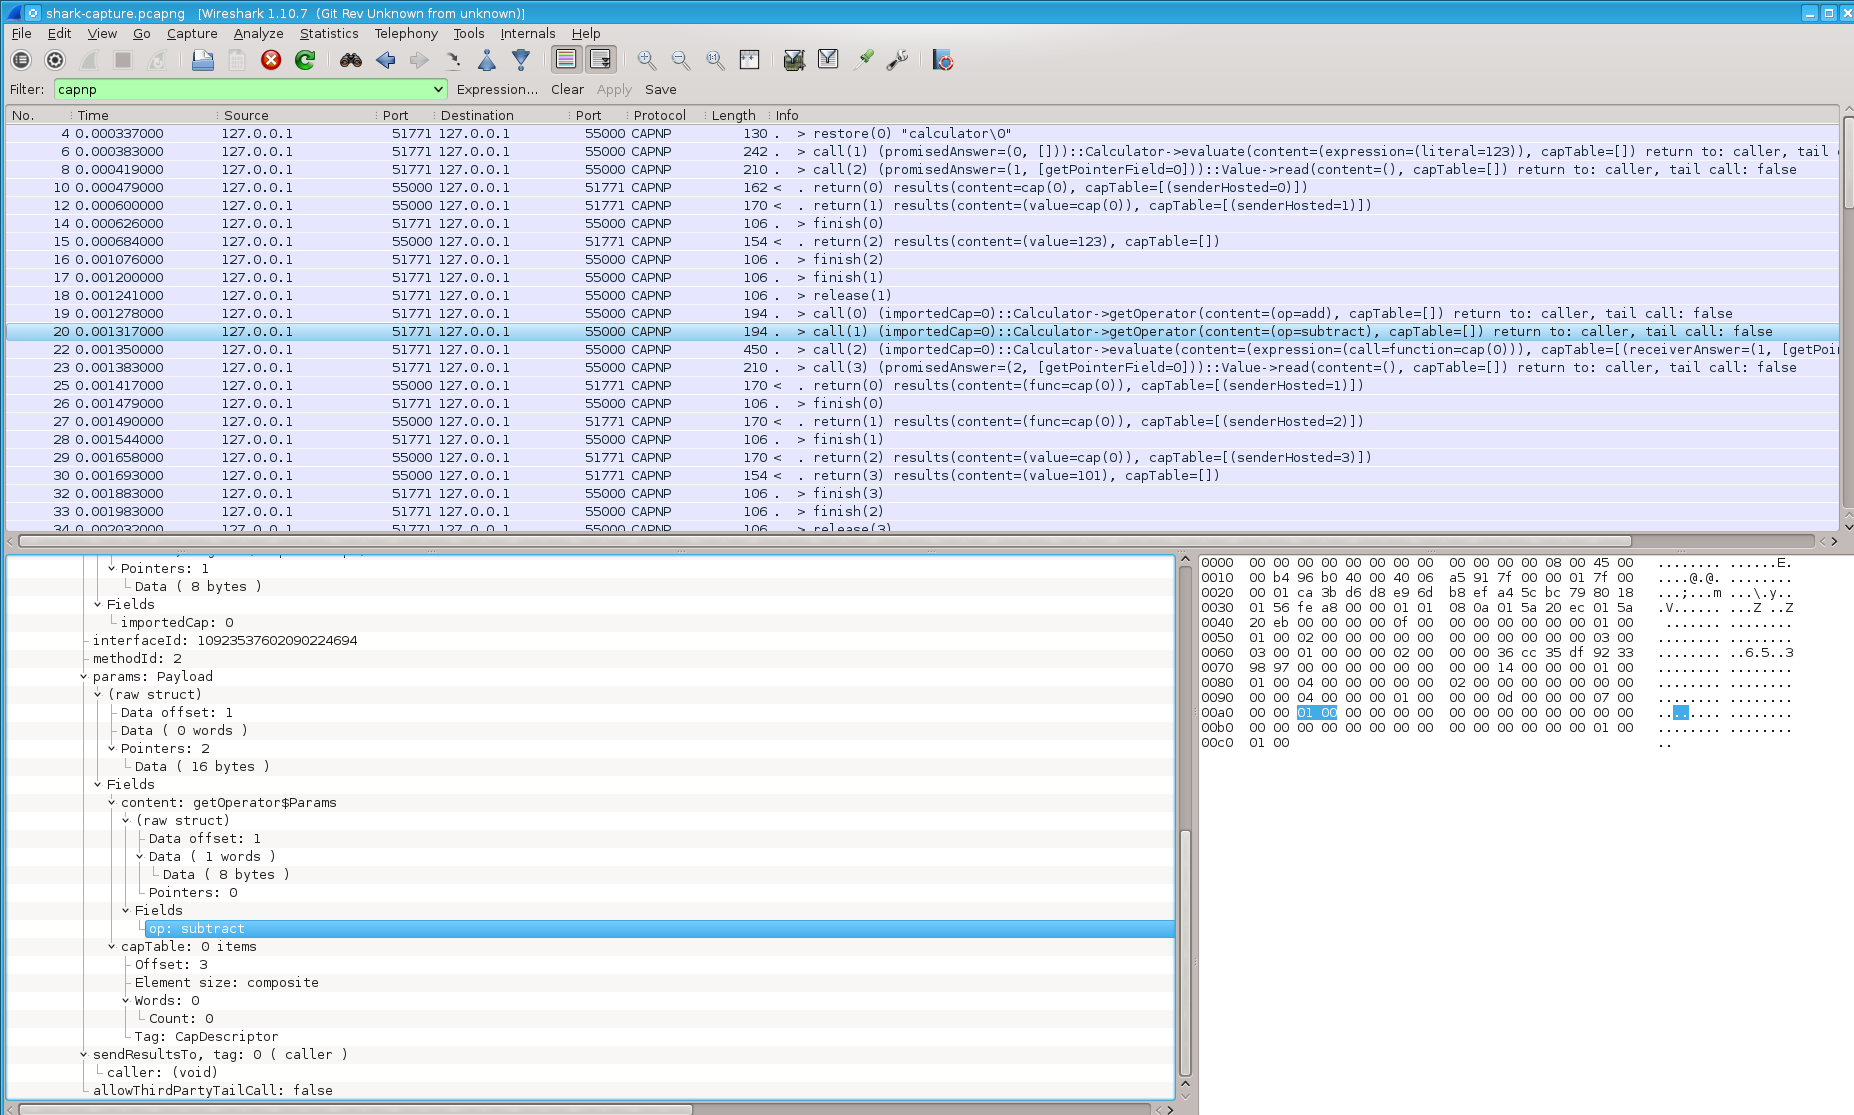 shark-capture.pcapng [Wireshark 1.10.7 (Git Rev Unknown from unknown)]
File Edit View Go Capture Analyze Statistics Telephony Tools Internals Help
Filter: capnp Expression... Clear Apply Save
No. Time Source Port Destination Port Protocol Length Info
4 0.000337000 127.0.0.1 51771 127.0.0.1 55000 CAPNP 130 . > restore(0) "calculator\0"
6 0.000383000 127.0.0.1 51771 127.0.0.1 55000 CAPNP 242 . > call(1) (promisedAnswer=(0, []))::Calculator->evaluate(content=(expression=(literal=123)), capTable=[]) return to: caller, tail
8 0.000419000 127.0.0.1 51771 127.0.0.1 55000 CAPNP 210 . > call(2) (promisedAnswer=(1, [getPointerField=0]))::Value->read(content=(), capTable=[]) return to: caller, tail call: false
10 0.000479000 127.0.0.1 55000 127.0.0.1 51771 CAPNP 162 < . return(0) results(content=cap(0), capTable=[(senderHosted=0)])
12 0.000600000 127.0.0.1 55000 127.0.0.1 51771 CAPNP 170 < . return(1) results(content=(value=cap(0)), capTable=[(senderHosted=1)])
14 0.000626000 127.0.0.1 51771 127.0.0.1 55000 CAPNP 106 . > finish(0)
15 0.000684000 127.0.0.1 55000 127.0.0.1 51771 CAPNP 154 < . return(2) results(content=(value=123), capTable=[])
16 0.001076000 127.0.0.1 51771 127.0.0.1 55000 CAPNP 106 . > finish(2)
17 0.001200000 127.0.0.1 51771 127.0.0.1 55000 CAPNP 106 . > finish(1)
18 0.001241000 127.0.0.1 51771 127.0.0.1 55000 CAPNP 106 . > release(1)
19 0.001278000 127.0.0.1 51771 127.0.0.1 55000 CAPNP 194 . > call(0) (importedCap=0)::Calculator->getOperator(content=(op=add), capTable=[]) return to: caller, tail call: false
20 0.001317000 127.0.0.1 51771 127.0.0.1 55000 CAPNP 194 . > call(1) (importedCap=0)::Calculator->getOperator(content=(op=subtract), capTable=[]) return to: caller, tail call: false
22 0.001350000 127.0.0.1 51771 127.0.0.1 55000 CAPNP 450 . > call(2) (importedCap=0)::Calculator->evaluate(content=(expression=(call=function=cap(0))), capTable=[(receiverAnswer=(1, [getPoi
23 0.001383000 127.0.0.1 51771 127.0.0.1 55000 CAPNP 210 . > call(3) (promisedAnswer=(2, [getPointerField=0]))::Value->read(content=(), capTable=[]) return to: caller, tail call: false
25 0.001417000 127.0.0.1 55000 127.0.0.1 51771 CAPNP 170 < . return(0) results(content=(func=cap(0)), capTable=[(senderHosted=1)])
26 0.001479000 127.0.0.1 51771 127.0.0.1 55000 CAPNP 106 . > finish(0)
27 0.001490000 127.0.0.1 55000 127.0.0.1 51771 CAPNP 170 < . return(1) results(content=(func=cap(0)), capTable=[(senderHosted=2)])
28 0.001544000 127.0.0.1 51771 127.0.0.1 55000 CAPNP 106 . > finish(1)
29 0.001658000 127.0.0.1 55000 127.0.0.1 51771 CAPNP 170 < . return(2) results(content=(value=cap(0)), capTable=[(senderHosted=3)])
30 0.001693000 127.0.0.1 55000 127.0.0.1 51771 CAPNP 154 < . return(3) results(content=(value=101), capTable=[])
32 0.001883000 127.0.0.1 51771 127.0.0.1 55000 CAPNP 106 . > finish(3)
33 0.001983000 127.0.0.1 51771 127.0.0.1 55000 CAPNP 106 . > finish(2)
34 0.002032000 127.0.0.1 51771 127.0.0.1 55000 CAPNP 106 . > release(3)
Pointers: 1
Data ( 8 bytes )
Fields
importedCap: 0
interfaceId: 10923537602090224694
methodId: 2
params: Payload
(raw struct)
Data offset: 1
Data ( 0 words )
Pointers: 2
Data ( 16 bytes )
Fields
content: getOperator$Params
(raw struct)
Data offset: 1
Data ( 1 words )
Data ( 8 bytes )
Pointers: 0
Fields
op: subtract
capTable: 0 items
Offset: 3
Element size: composite
Words: 0
Count: 0
Tag: CapDescriptor
sendResultsTo, tag: 0 ( caller )
caller: (void)
allowThirdPartyTailCall: false
0000 00 00 00 00 00 00 00 00 00 00 00 00 08 00 45 00 ........ ......E.
0010 00 b4 96 b0 40 00 40 06 a5 91 7f 00 00 01 7f 00 ....@.@. ........
0020 00 01 ca 3b d6 d8 e9 6d b8 ef a4 5c bc 79 80 18 ...;...m ...\.y..
0030 01 56 fe a8 00 00 01 01 08 0a 01 5a 20 ec 01 5a .V...... ...Z ..Z
0040 20 eb 00 00 00 00 0f 00 00 00 00 00 00 00 01 00  ....... ........
0050 01 00 02 00 00 00 00 00 00 00 00 00 00 00 03 00 ........ ........
0060 03 00 01 00 00 00 02 00 00 00 36 cc 35 df 92 33 ........ ..6.5..3
0070 98 97 00 00 00 00 00 00 00 00 14 00 00 00 01 00 ........ ........
0080 01 00 04 00 00 00 00 00 02 00 00 00 00 00 00 00 ........ ........
0090 00 00 04 00 00 00 01 00 00 00 0d 00 00 00 07 00 ........ ........
00a0 00 00 01 00 00 00 00 00 00 00 00 00 00 00 00 00 ........ ........
00b0 00 00 00 00 00 00 00 00 00 00 00 00 00 00 01 00 ........ ........
00c0 01 00 ..